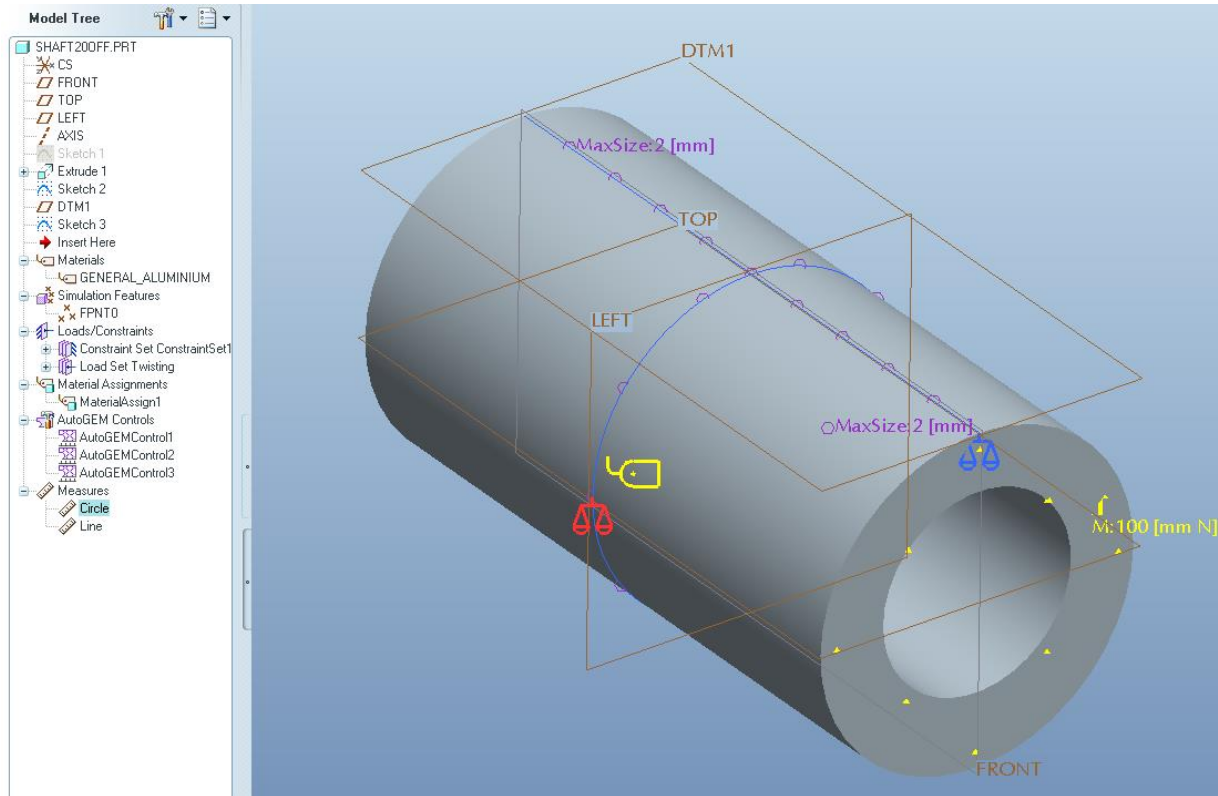 Model Tree
SHAFT20OFF.PRT
CS
FRONT
TOP
LEFT
AXIS
Sketch 1
Extrude 1
Sketch 2
DTM1
Sketch 3
Insert Here
Materials
GENERAL_ALUMINIUM
Simulation Features
FPNT0
Loads/Constraints
Constraint Set ConstraintSet1
Load Set Twisting
Material Assignments
MaterialAssign1
AutoGEM Controls
AutoGEMControl1
AutoGEMControl2
AutoGEMControl3
Measures
Circle
Line
DTM1
MaxSize:2 [mm]
TOP
LEFT
MaxSize:2 [mm]
M:100 [mm N]
FRONT